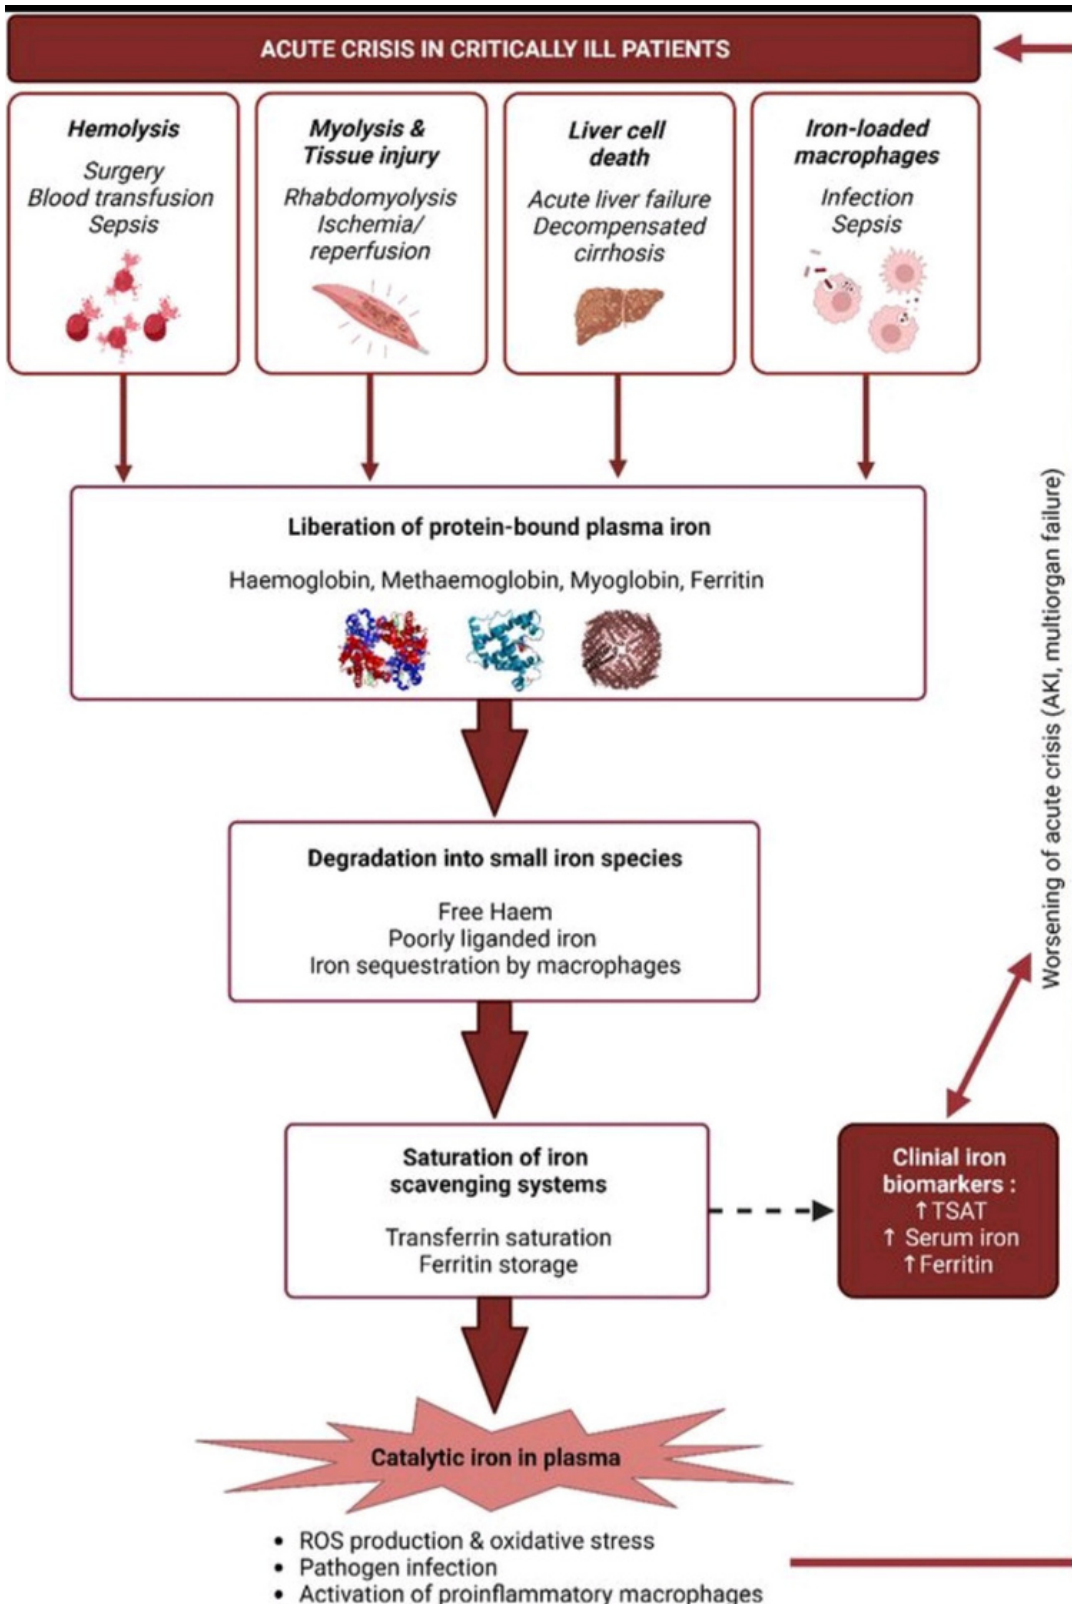 ACUTE CRISIS IN CRITICALLY ILL PATIENTS
Hemolysis
Surgery
Blood transfusion
Sepsis
Myolysis &
Tissue injury
Rhabdomyolysis
Ischemia/
reperfusion
Liver cell
death
Acute liver failure
Decompensated
cirrhosis
Iron-loaded
macrophages
Infection
Sepsis
Liberation of protein-bound plasma iron
Haemoglobin, Methaemoglobin, Myoglobin, Ferritin
Degradation into small iron species
Free Haem
Poorly liganded iron
Iron sequestration by macrophages
Saturation of iron
scavenging systems
Transferrin saturation
Ferritin storage
Clinial iron
biomarkers :
↑TSAT
↑ Serum iron
↑Ferritin
Worsening of acute crisis (AKI, multiorgan failure)
Catalytic iron in plasma
• ROS production & oxidative stress
• Pathogen infection
• Activation of proinflammatory macrophages